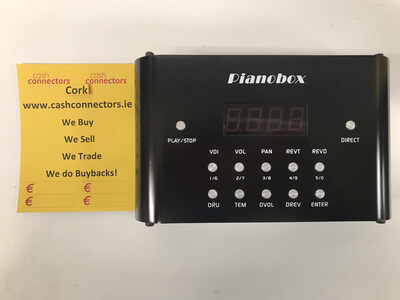 cash connectors cash connectors
Cork
www.cashconnectors.ie
We Buy
We Sell
We Trade
We do Buybacks!
€ €
€ €
Pianobox
PLAY/STOP DIRECT
VOI VOL PAN REVT REVD
1/6 2/7 3/8 4/9 5/0
DRU TEM DVOL DREV ENTER